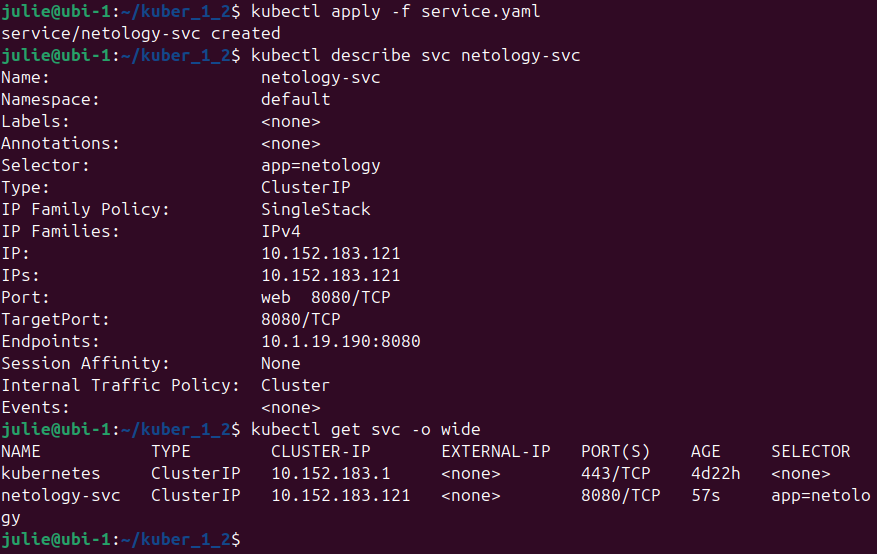 julie@ubi-1:~/kuber_1_2$ kubectl apply -f service.yaml
service/netology-svc created
julie@ubi-1:~/kuber_1_2$ kubectl describe svc netology-svc
Name:                     netology-svc
Namespace:                default
Labels:                   <none>
Annotations:              <none>
Selector:                 app=netology
Type:                     ClusterIP
IP Family Policy:         SingleStack
IP Families:              IPv4
IP:                       10.152.183.121
IPs:                      10.152.183.121
Port:                     web  8080/TCP
TargetPort:               8080/TCP
Endpoints:                10.1.19.190:8080
Session Affinity:         None
Internal Traffic Policy:  Cluster
Events:                   <none>
julie@ubi-1:~/kuber_1_2$ kubectl get svc -o wide
NAME           TYPE        CLUSTER-IP       EXTERNAL-IP   PORT(S)    AGE     SELECTOR
kubernetes     ClusterIP   10.152.183.1     <none>        443/TCP    4d22h   <none>
netology-svc   ClusterIP   10.152.183.121   <none>        8080/TCP   57s     app=netolo
gy
julie@ubi-1:~/kuber_1_2$